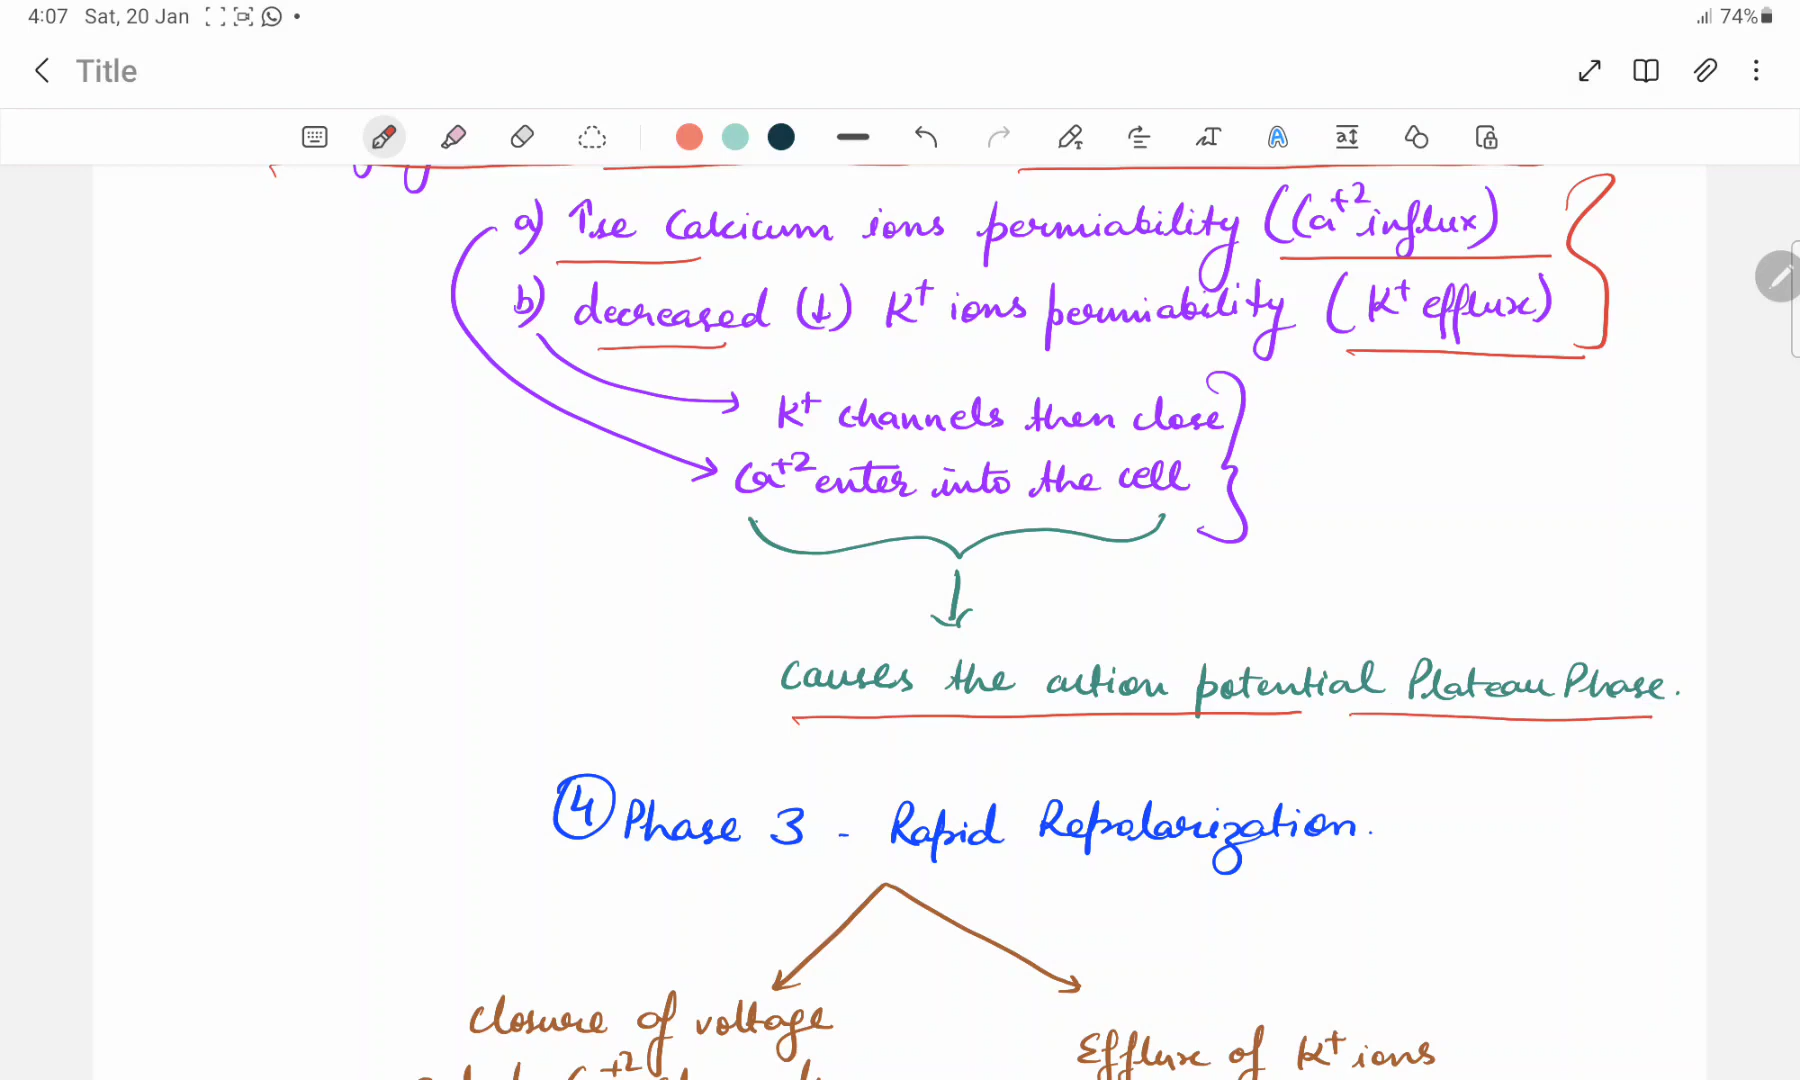 4:07 Sat, 20 Jan
74%
Title
a) ↑se Calcium ions permiability (Ca+2 influx)
b) decreased (↓) K+ ions permiability (K+ efflux)
K+ channels then close
Ca+2 enter into the cell
Causes the action potential Plateau Phase.
4 Phase 3 - Rapid Repolarization.
closure of voltage
Efflux of K+ ions